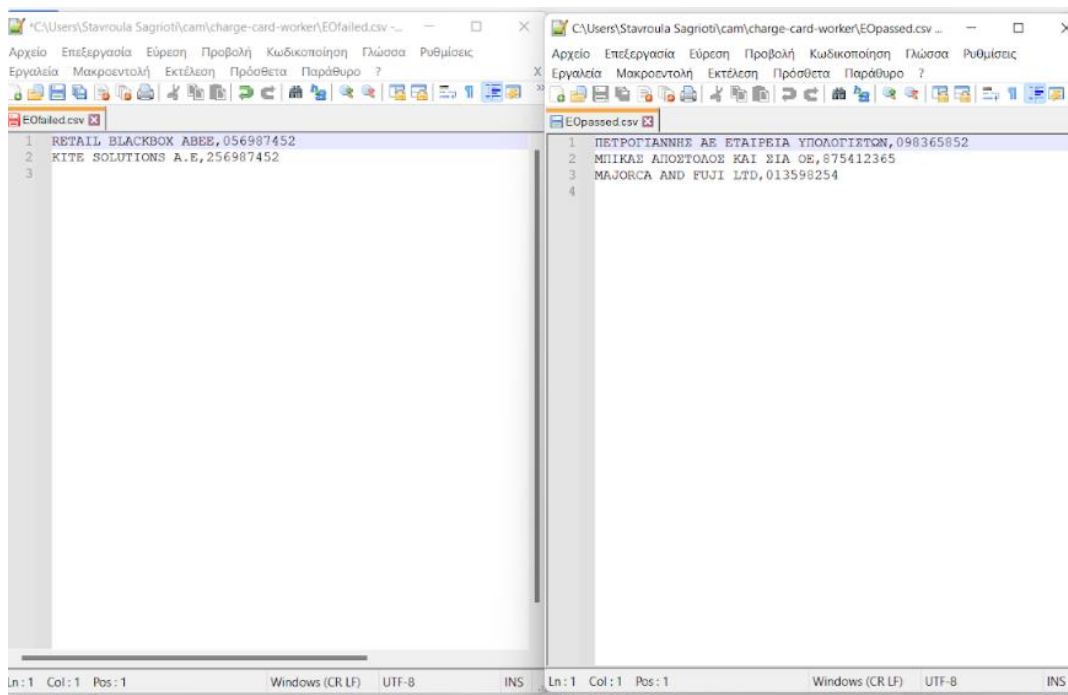 *C:\Users\Stavroula Sagrioti\cam\charge-card-worker\EOfailed.csv -...
Αρχείο Επεξεργασία Εύρεση Προβολή Κωδικοποίηση Γλώσσα Ρυθμίσεις
Εργαλεία Μακροεντολή Εκτέλεση Πρόσθετα Παράθυρο ? X
EOfailed.csv
1 RETAIL BLACKBOX ABEE,056987452
2 KITE SOLUTIONS A.E,256987452
3
Ln : 1 Col : 1 Pos : 1 Windows (CR LF) UTF-8 INS
C:\Users\Stavroula Sagrioti\cam\charge-card-worker\EOpassed.csv ...
Αρχείο Επεξεργασία Εύρεση Προβολή Κωδικοποίηση Γλώσσα Ρυθμίσεις
Εργαλεία Μακροεντολή Εκτέλεση Πρόσθετα Παράθυρο ?
EOpassed.csv
1 ΠΕΤΡΟΓΙΑΝΝΗΣ ΑΕ ΕΤΑΙΡΕΙΑ ΥΠΟΛΟΓΙΣΤΩΝ,098365852
2 ΜΠΙΚΑΣ ΑΠΟΣΤΟΛΟΣ ΚΑΙ ΣΙΑ ΟΕ,875412365
3 MAJORCA AND FUJI LTD,013598254
4
Ln : 1 Col : 1 Pos : 1 Windows (CR LF) UTF-8 INS